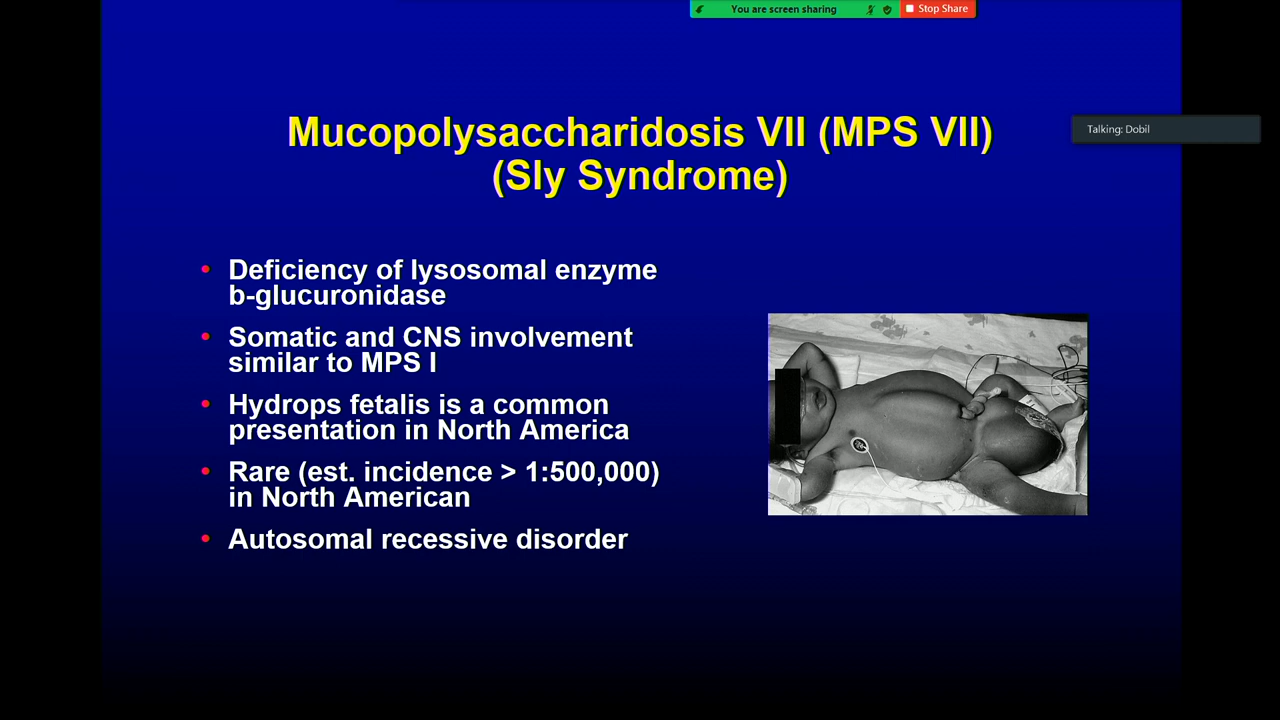 You are screen sharing
Stop Share
Mucopolysaccharidosis VII (MPS VII)
(Sly Syndrome)
Talking: Dobil
• Deficiency of lysosomal enzyme
b-glucuronidase
• Somatic and CNS involvement
similar to MPS I
• Hydrops fetalis is a common
presentation in North America
• Rare (est. incidence > 1:500,000)
in North American
• Autosomal recessive disorder